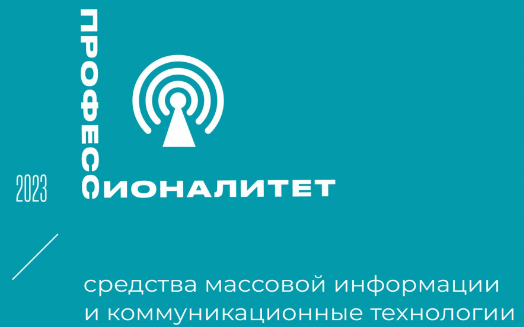 ПРОФЕССИОНАЛИТЕТ
2023
средства массовой информации
и коммуникационные технологии